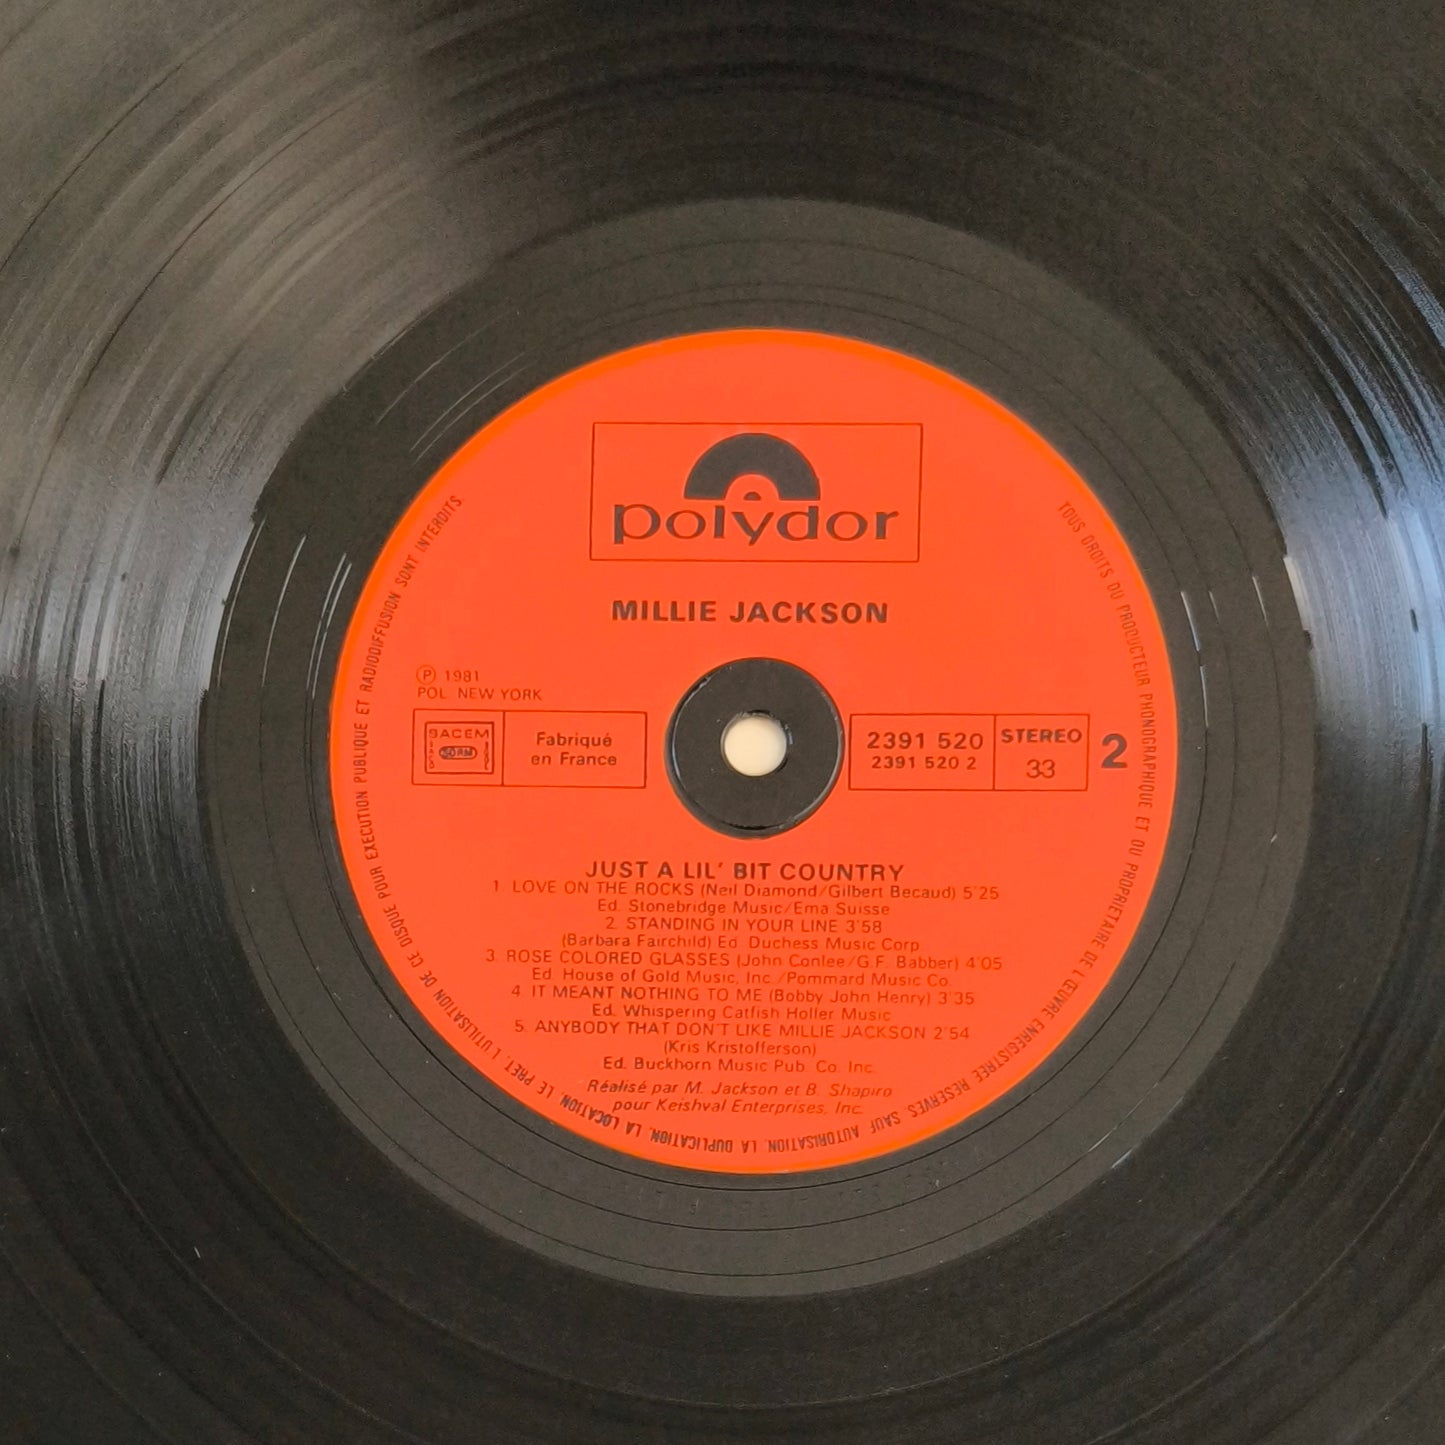 polydor
MILLIE JACKSON
Ⓟ 1981
POL. NEW YORK
SACEM
SDRM
Fabriqué
en France
2391 520
2391 520 2
STEREO
33
2
JUST A LIL' BIT COUNTRY
1. LOVE ON THE ROCKS (Neil Diamond/Gilbert Becaud) 5'25
Ed. Stonebridge Music/Ema Suisse
2. STANDING IN YOUR LINE 3'58
(Barbara Fairchild) Ed. Duchess Music Corp
3. ROSE COLORED GLASSES (John Conlee/G.F. Babber) 4'05
Ed. House of Gold Music, Inc./Pommard Music Co.
4. IT MEANT NOTHING TO ME (Bobby John Henry) 3'35
Ed. Whispering Catfish Holler Music
5. ANYBODY THAT DON'T LIKE MILLIE JACKSON 2'54
(Kris Kristofferson)
Ed. Buckhorn Music Pub. Co. Inc.
Réalisé par M. Jackson et B. Shapiro
pour Keishval Enterprises, Inc.
TOUS DROITS DU PRODUCTEUR PHONOGRAPHIQUE ET DU PROPRIETAIRE DE L'ŒUVRE ENREGISTREE RESERVES. SAUF AUTORISATION, LA DUPLICATION, LA LOCATION, LE PRET, L'UTILISATION DE CE DISQUE POUR EXECUTION PUBLIQUE ET RADIODIFFUSION SONT INTERDITS.